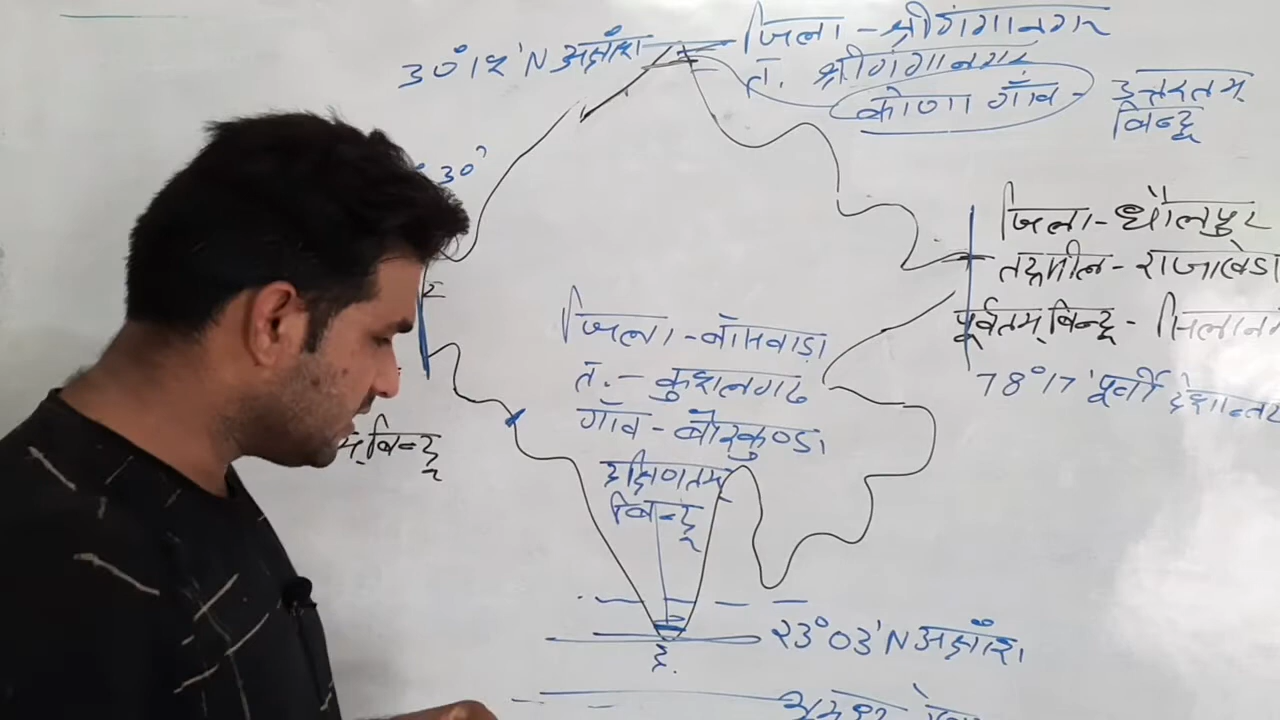 30°12'N अक्षांश
जिला - श्रीगंगानगर
त. श्रीगंगानगर
कोणा गाँव - उत्तरतम्
बिन्दू
30'
जिला - धौलपुर
तहसील - राजाखेडा
पूर्वतम् बिन्दू -
78°17' पूर्वी देशान्तर
जिला - बाँसवाड़ा
त. - कुशलगढ
गाँव - बोरकुण्डा
दक्षिणतम्
बिन्दू
म् बिन्दू
23°03'N अक्षांश
द.